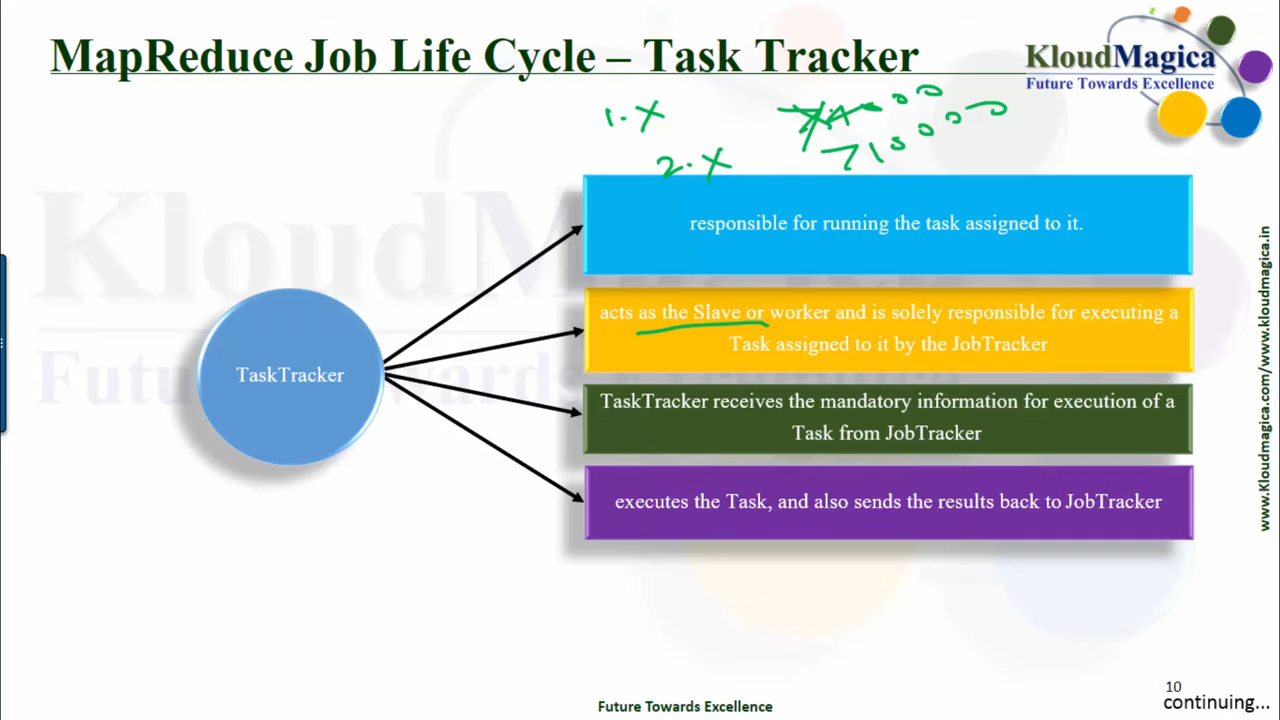 MapReduce Job Life Cycle – Task Tracker
KloudMagica
Future Towards Excellence
1. X
2. X
responsible for running the task assigned to it.
acts as the Slave or worker and is solely responsible for executing a
Task assigned to it by the JobTracker
TaskTracker
TaskTracker receives the mandatory information for execution of a
Task from JobTracker
executes the Task, and also sends the results back to JobTracker
www.Kloudmagica.com/www.kloudmagica.in
Future Towards Excellence
10
continuing...